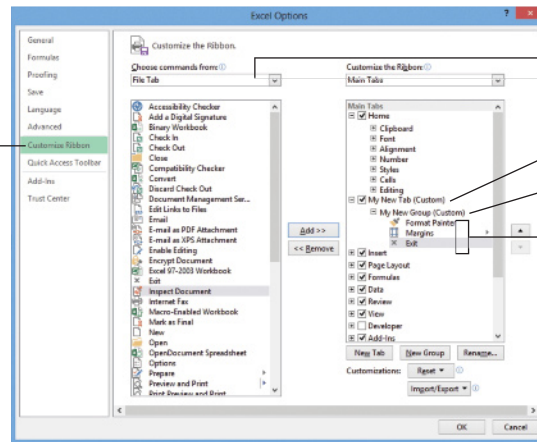 Excel Options
?
General
Formulas
Proofing
Save
Language
Advanced
Customize Ribbon
Quick Access Toolbar
Add-Ins
Trust Center
Customize the Ribbon.
Choose commands from:
File Tab
Accessibility Checker
Add a Digital Signature
Binary Workbook
Check In
Check Out
Close
Compatibility Checker
Convert
Discard Check Out
Document Management Ser...
Edit Links to Files
Email
E-mail as PDF Attachment
E-mail as XPS Attachment
Enable Editing
Encrypt Document
Excel 97-2003 Workbook
Exit
Inspect Document
Internet Fax
Macro-Enabled Workbook
Mark as Final
New
Open
OpenDocument Spreadsheet
Options
Prepare
Preview and Print
Print Preview and Print
Add >>
<< Remove
Customize the Ribbon:
Main Tabs
Main Tabs
Home
Clipboard
Font
Alignment
Number
Styles
Cells
Editing
My New Tab (Custom)
My New Group (Custom)
Format Painter
Margins
Exit
Insert
Page Layout
Formulas
Data
Review
View
Developer
Add-Ins
New Tab New Group Rename...
Customizations: Reset
Import/Export
OK Cancel